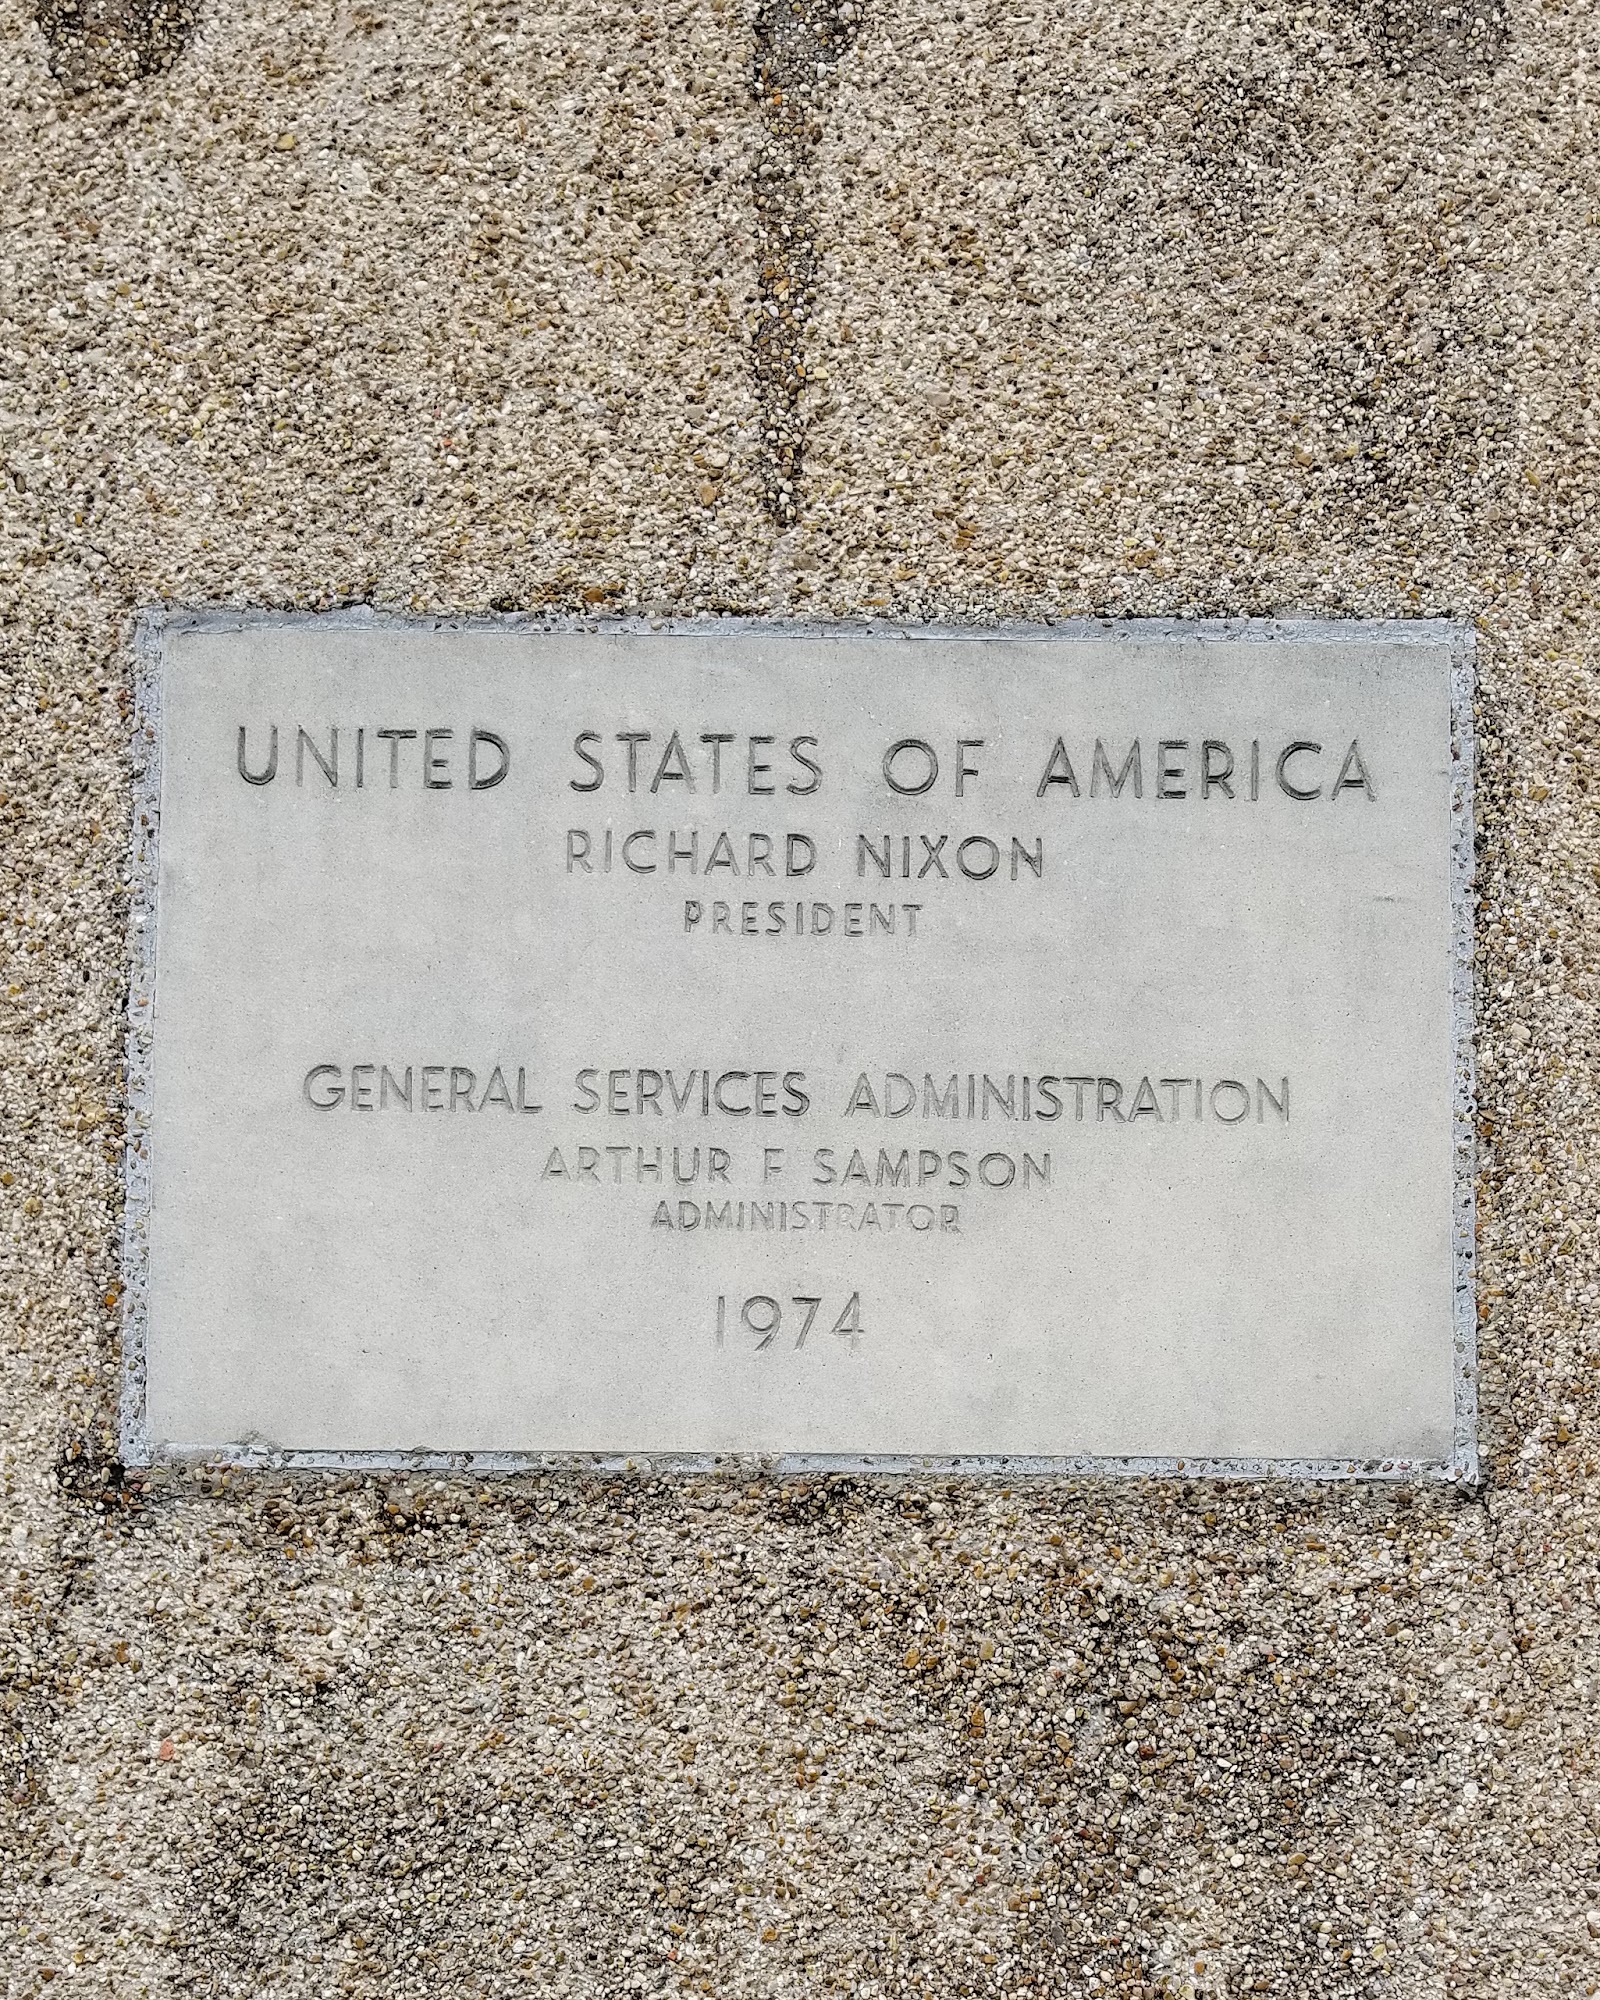 UNITED STATES OF AMERICA
RICHARD NIXON
PRESIDENT
GENERAL SERVICES ADMINISTRATION
ARTHUR F SAMPSON
ADMINISTRATOR
1974